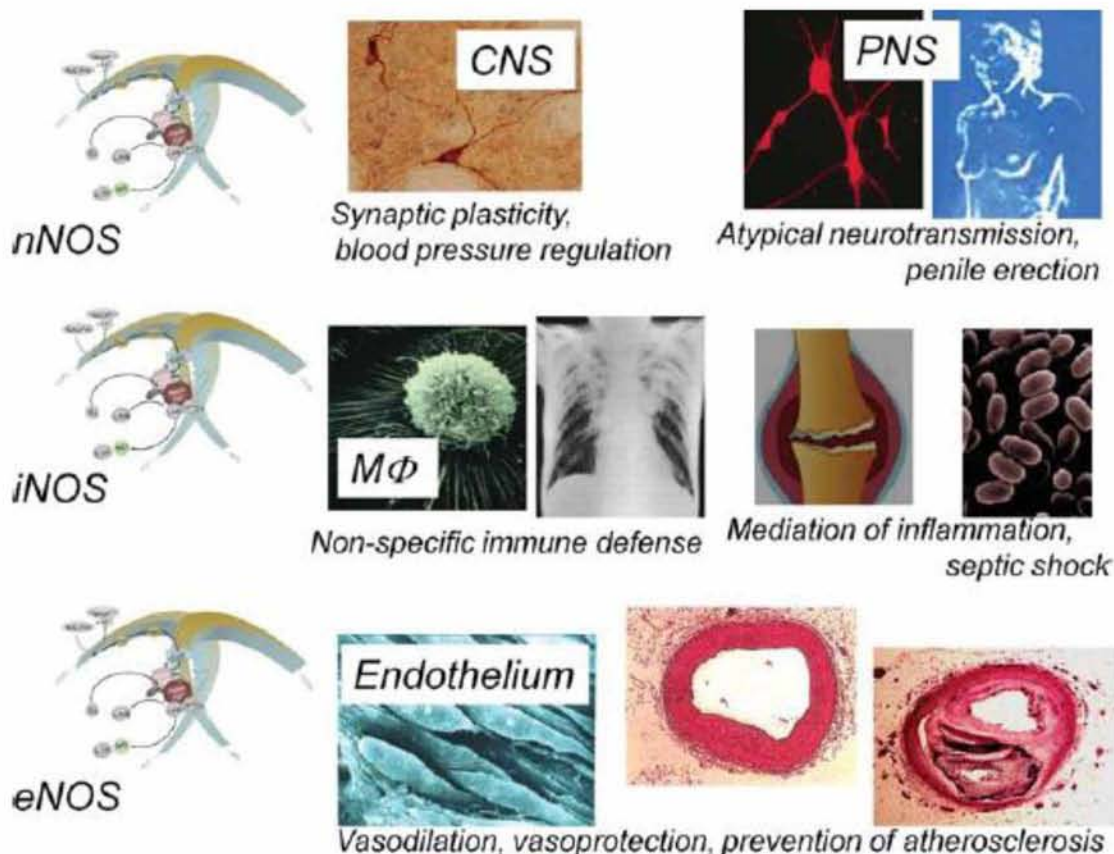 CNS
PNS
nNOS
Synaptic plasticity,
blood pressure regulation
Atypical neurotransmission,
penile erection
MΦ
iNOS
Non-specific immune defense
Mediation of inflammation,
septic shock
Endothelium
eNOS
Vasodilation, vasoprotection, prevention of atherosclerosis